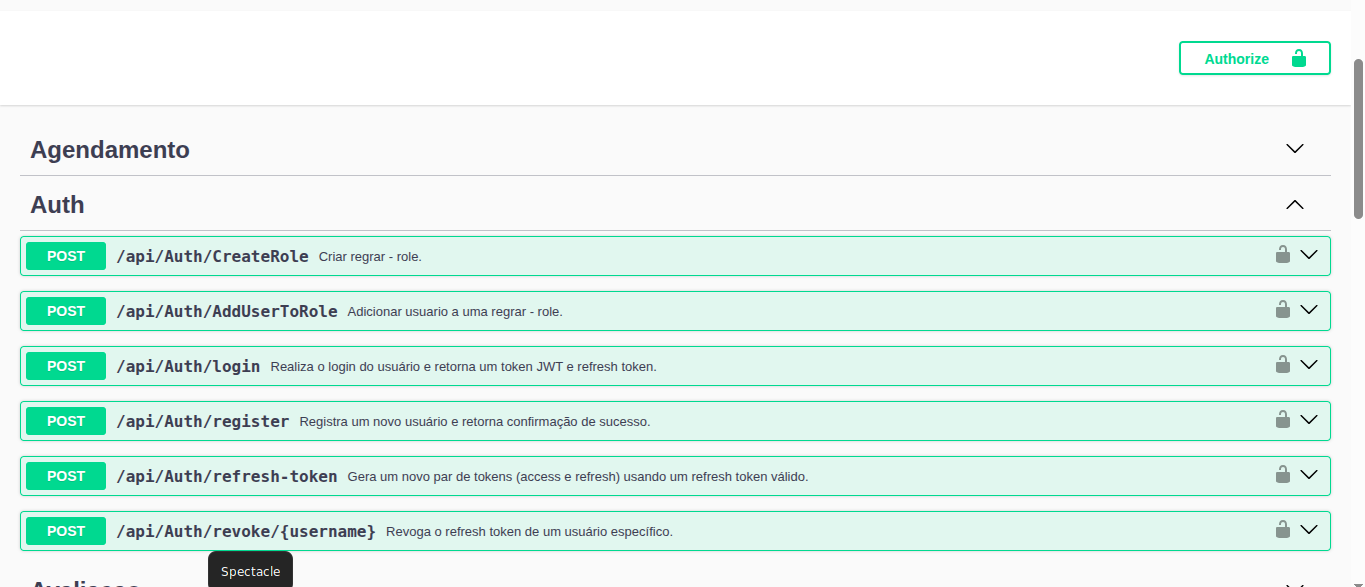 Authorize
Agendamento
Auth
POST /api/Auth/CreateRole Criar regrar - role.
POST /api/Auth/AddUserToRole Adicionar usuario a uma regrar - role.
POST /api/Auth/login Realiza o login do usuário e retorna um token JWT e refresh token.
POST /api/Auth/register Registra um novo usuário e retorna confirmação de sucesso.
POST /api/Auth/refresh-token Gera um novo par de tokens (access e refresh) usando um refresh token válido.
POST /api/Auth/revoke/{username} Revoga o refresh token de um usuário específico.
Spectacle